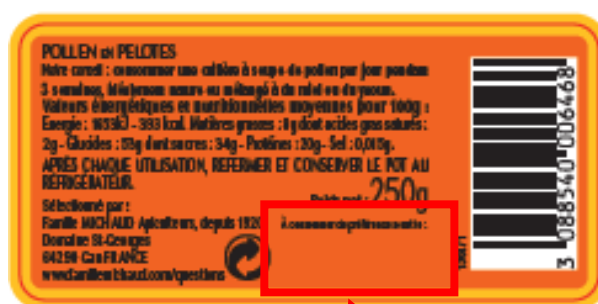 POLLEN EN PELOTES
Notre conseil : consommer une cuillère à soupe de pollen par jour pendant
3 semaines, idéalement nature ou mélangé à du miel ou du yaourt.
Valeurs énergétiques et nutritionnelles moyennes pour 100g :
Energie : 1653kJ - 393 kcal. Matières grasses : 8g dont acides gras saturés :
2g - Glucides : 53g dont sucres : 34g - Protéines : 20g - Sel : 0,015g.
APRÈS CHAQUE UTILISATION, REFERMER ET CONSERVER LE POT AU
RÉFRIGÉRATEUR.
Poids net : 250g
Sélectionné par :
Famille MICHAUD Apiculteurs, depuis 1920
Domaine St-Georges
64290 Gan FRANCE
www.famillemichaud.com/questions
À consommer de préférence avant le :
3 088540 006468